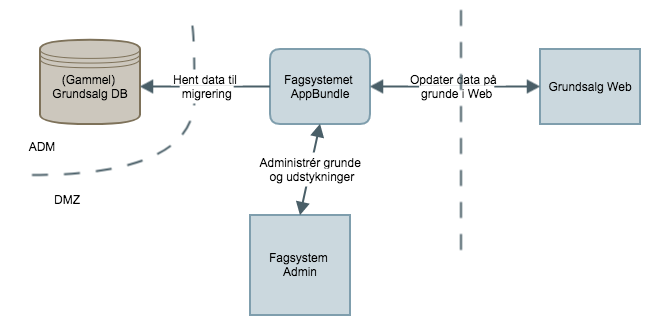 (Gammel)
Grundsalg DB
Hent data til
migrering
Fagsystemet
AppBundle
Opdater data på
grunde i Web
Grundsalg Web
ADM
Administrér grunde
og udstykninger
DMZ
Fagsystem
Admin